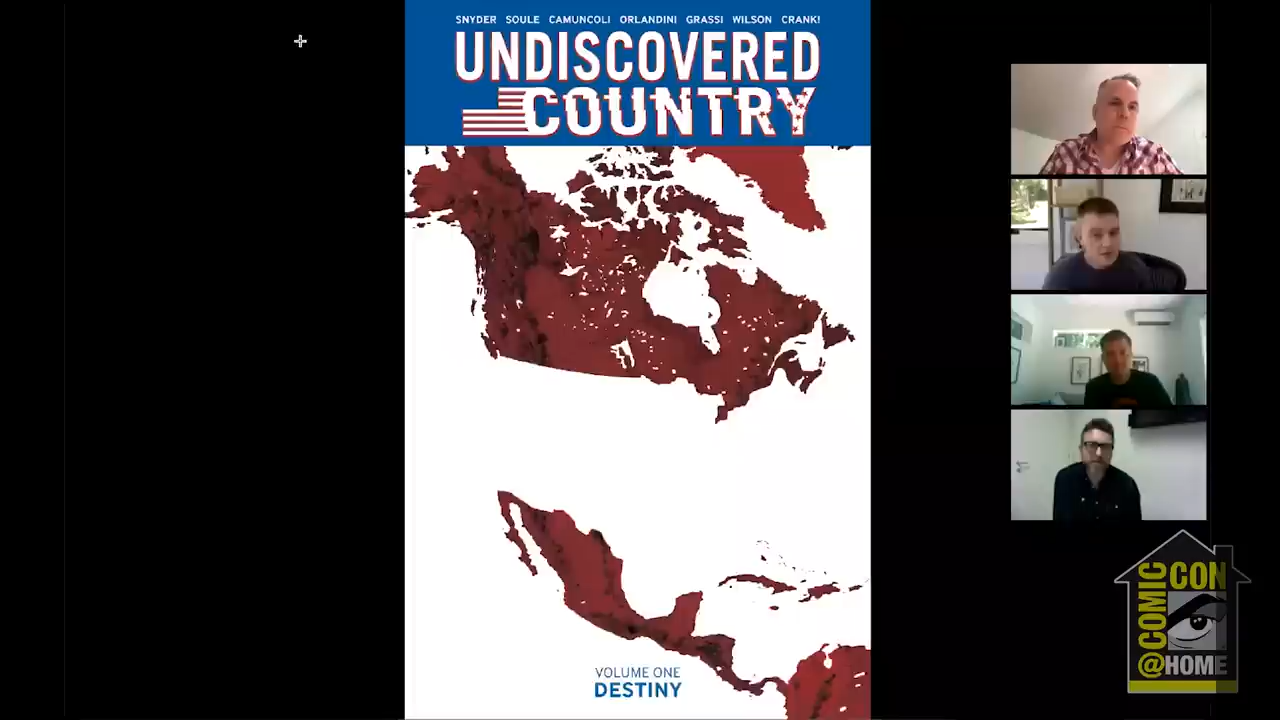 SNYDER SOULE CAMUNCOLI ORLANDINI GRASSI WILSON CRANK!
UNDISCOVERED
COUNTRY
VOLUME ONE
DESTINY
@COMIC
CON
HOME